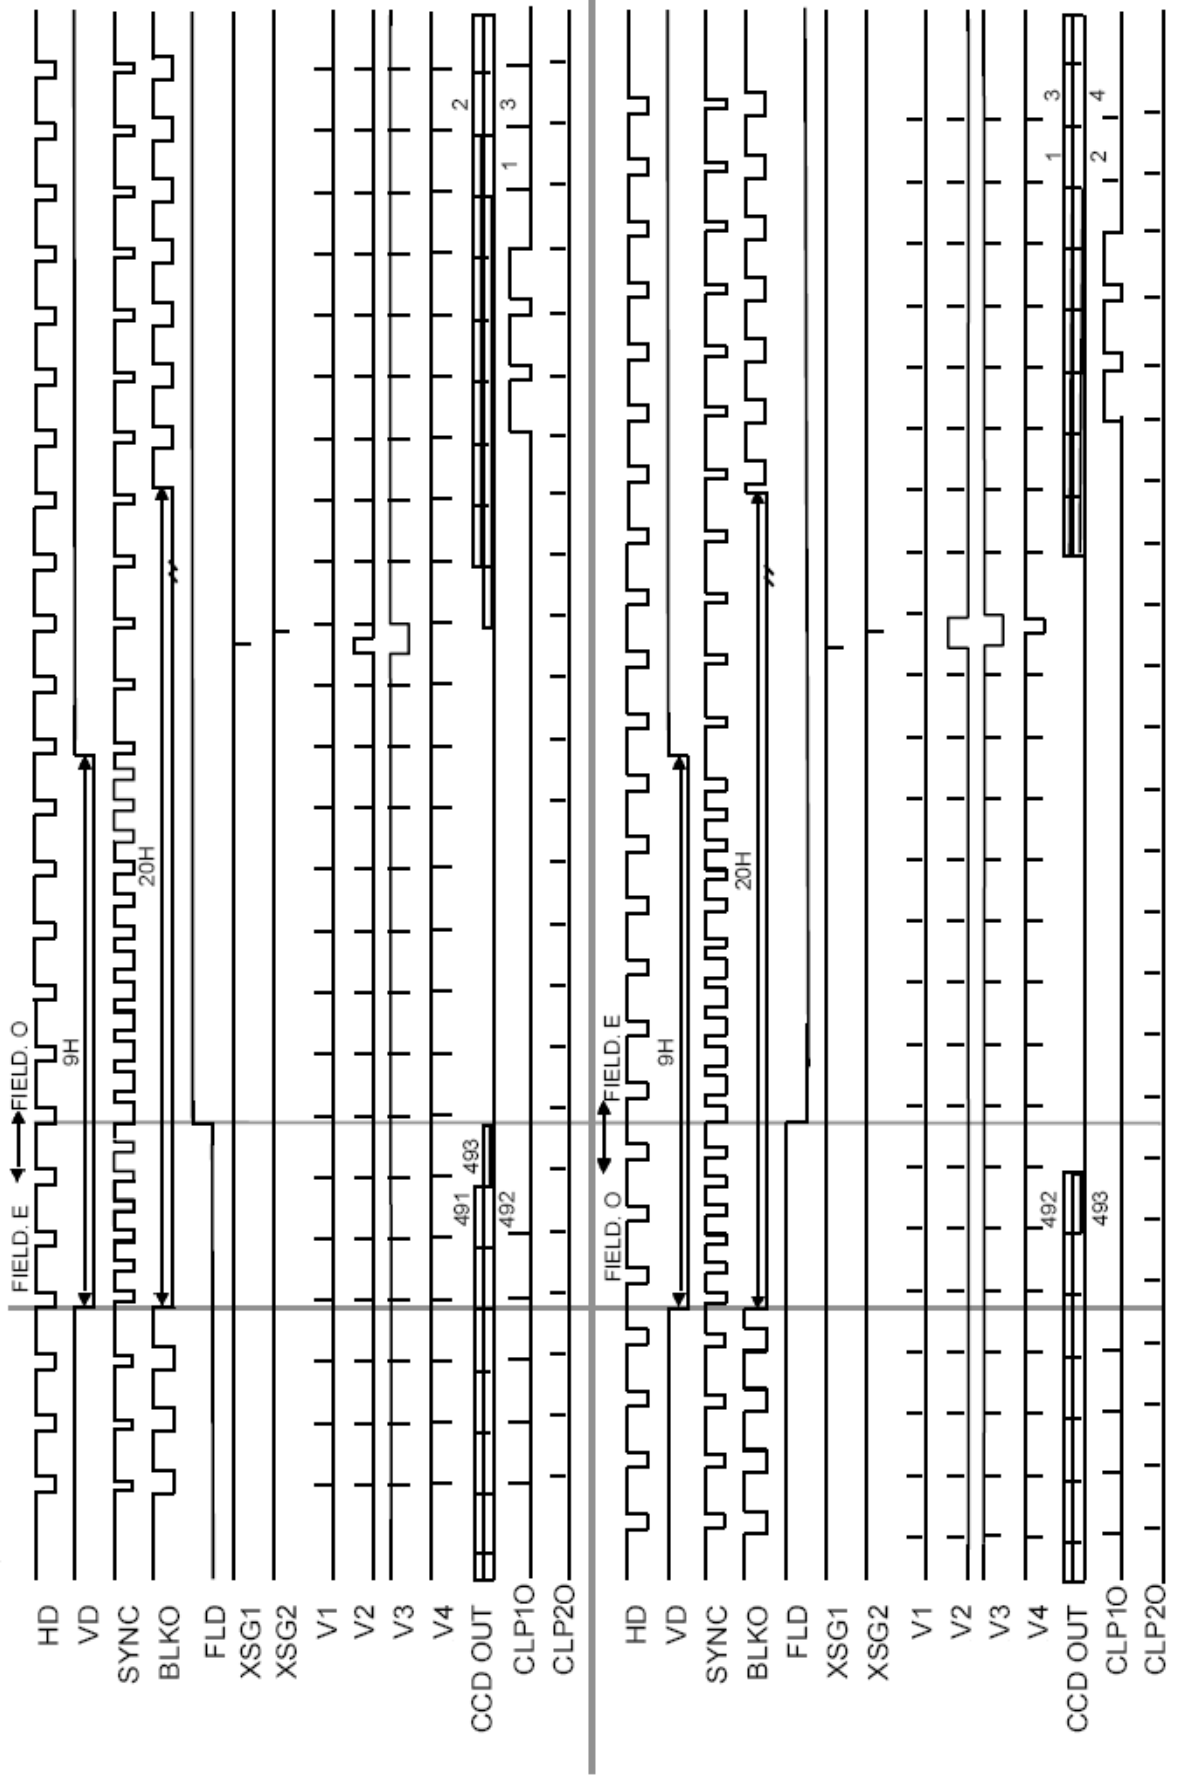 FIELD. E
FIELD. O
HD
VD
9H
SYNC
BLKO
20H
FLD
XSG1
XSG2
V1
V2
V3
V4
CCD OUT
491
493
2
492
1
3
CLP1O
CLP2O
FIELD. O
FIELD. E
HD
VD
9H
SYNC
BLKO
20H
FLD
XSG1
XSG2
V1
V2
V3
V4
CCD OUT
492
1
3
493
2
4
CLP1O
CLP2O